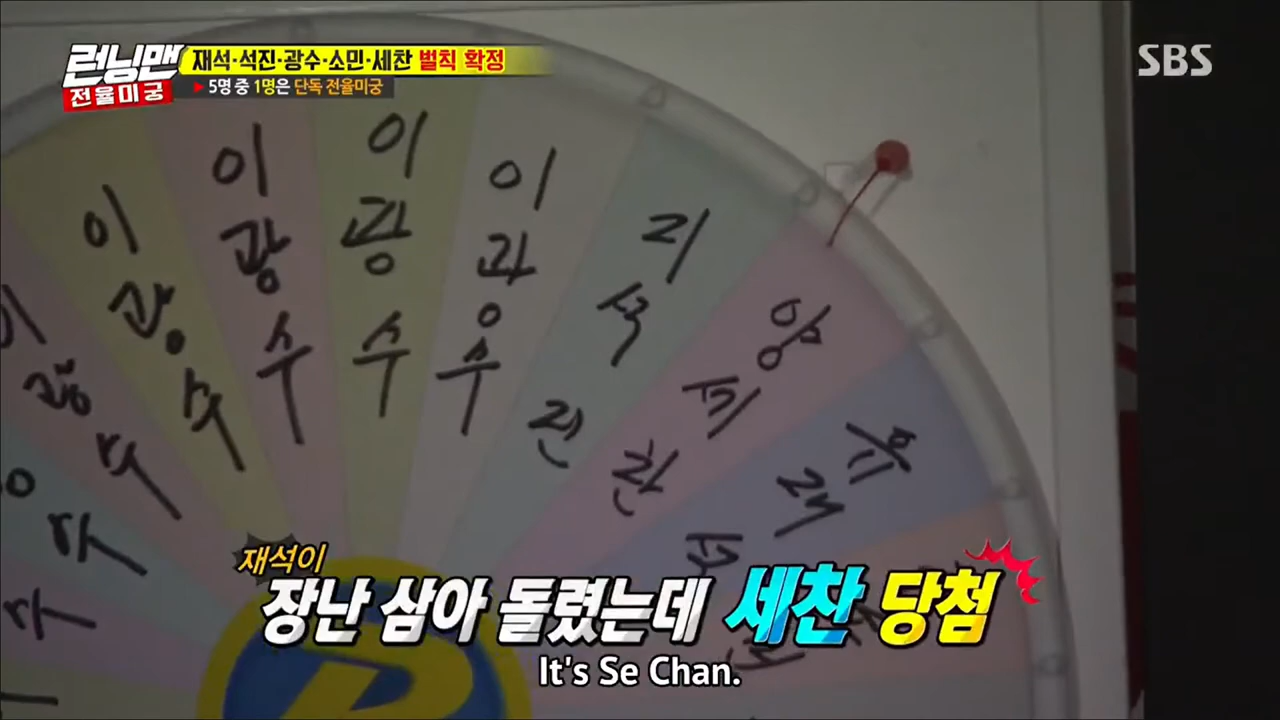 런닝맨
전율미궁
재석·석진·광수·소민·세찬 벌칙 확정
▶5명 중 1명은 단독 전율미궁
SBS
이광수
이광수
이광수
이광수
이광수
지석진
양세찬
유재석
재석이
장난 삼아 돌렸는데 세찬 당첨
It's Se Chan.